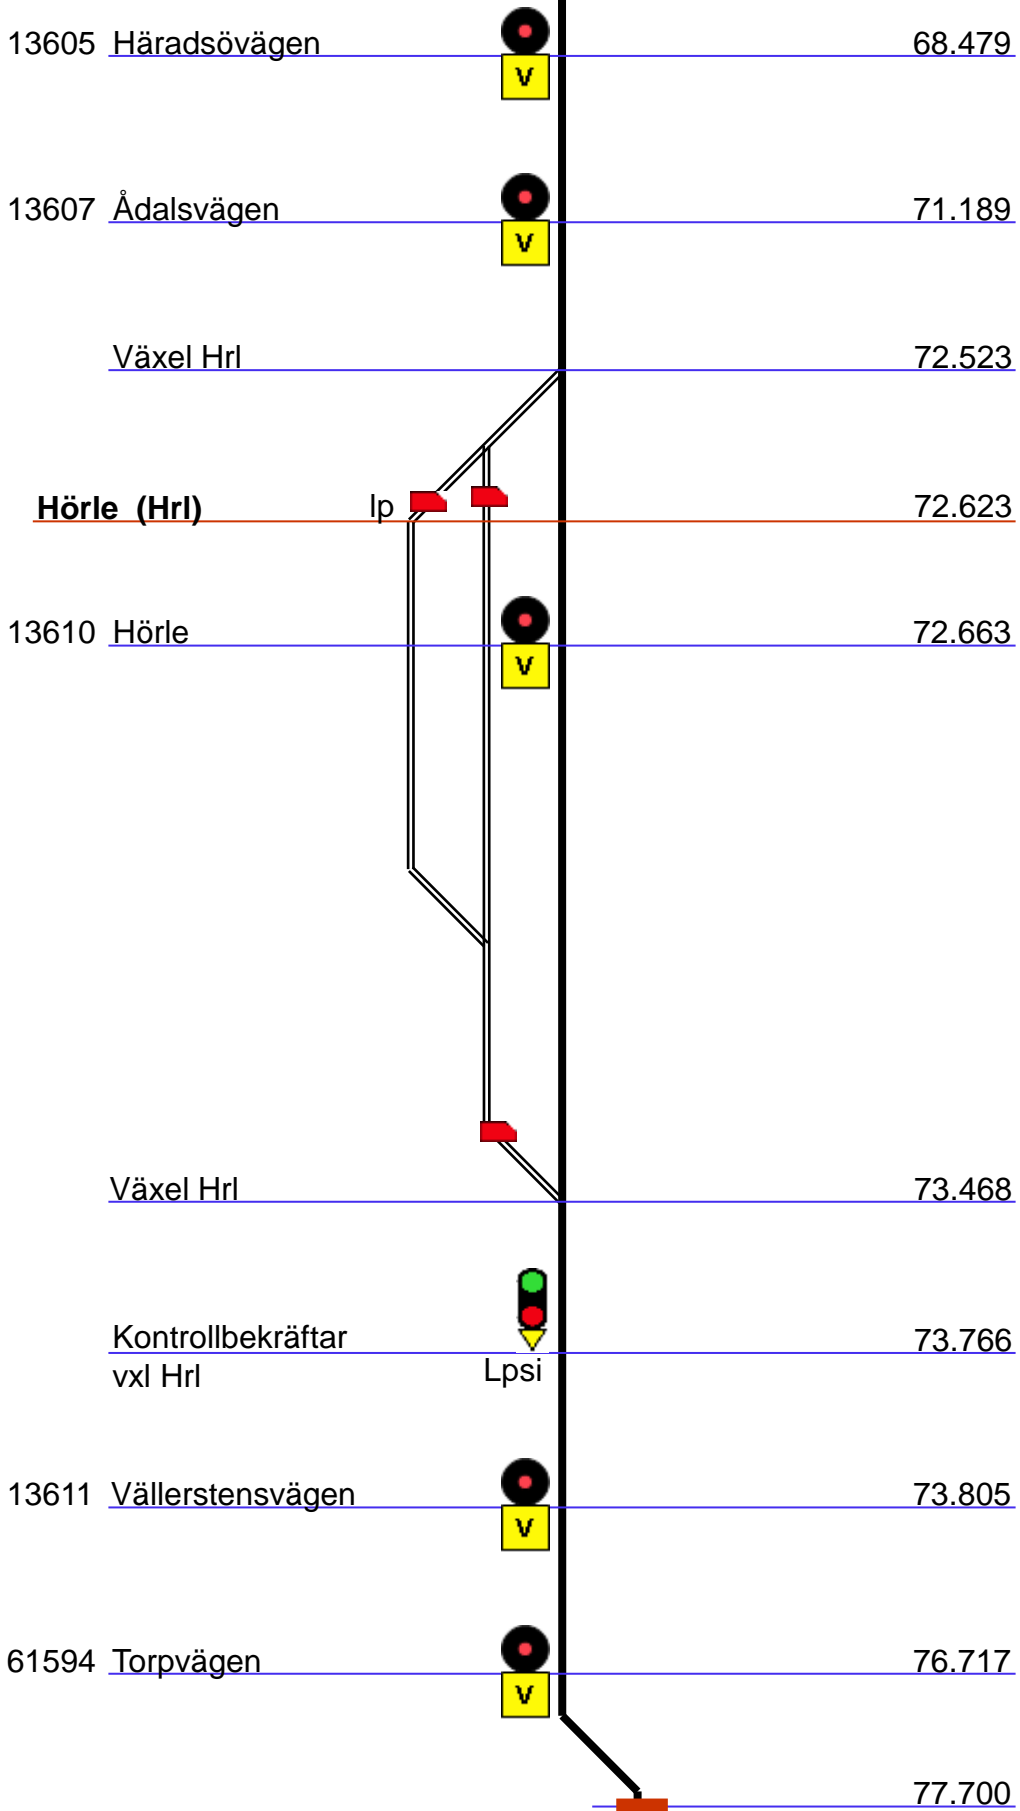 13605 Häradsövägen 68.479
V
13607 Ådalsvägen 71.189
V
Växel Hrl 72.523
Hörle (Hrl) lp 72.623
13610 Hörle 72.663
V
Växel Hrl 73.468
Kontrollbekräftar 73.766
vxl Hrl Lpsi
13611 Vällerstensvägen 73.805
V
61594 Torpvägen 76.717
V
77.700